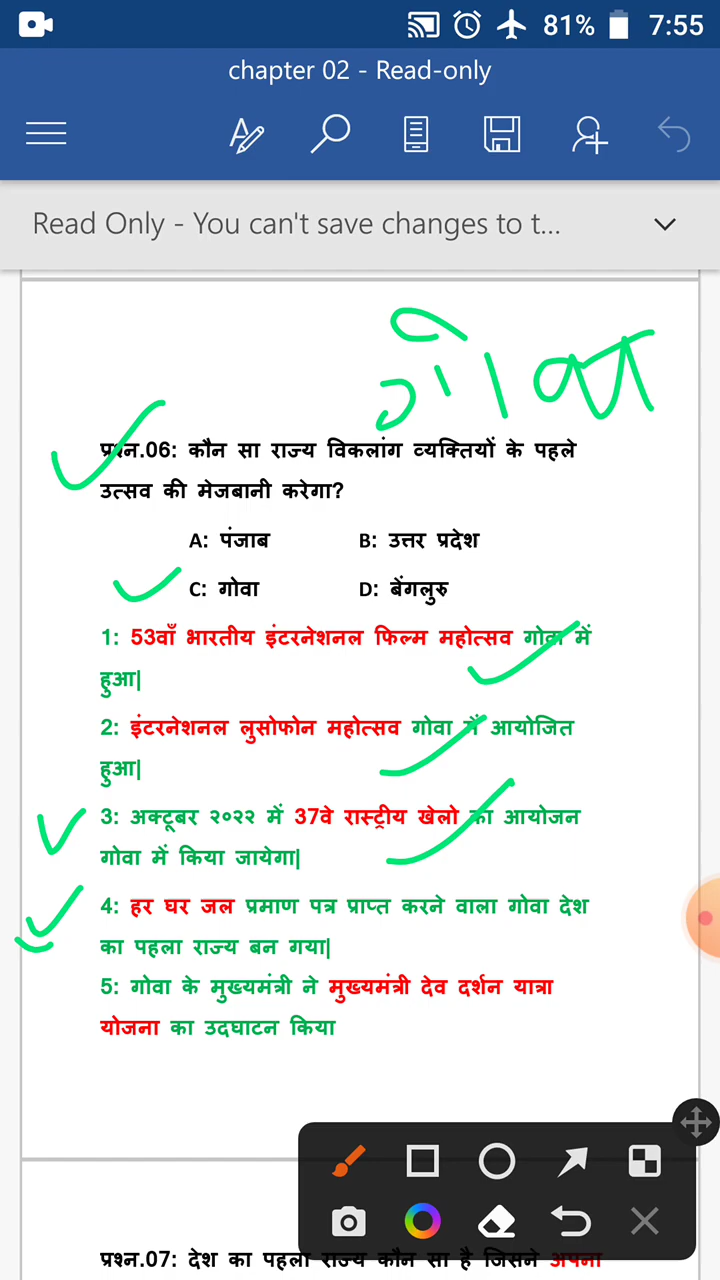 81% 7:55
chapter 02 - Read-only
Read Only - You can't save changes to t...
गोवा
प्रश्न.06: कौन सा राज्य विकलांग व्यक्तियों के पहले
उत्सव की मेजबानी करेगा?
A: पंजाब B: उत्तर प्रदेश
C: गोवा D: बेंगलुरु
1: 53वाँ भारतीय इंटरनेशनल फिल्म महोत्सव गोवा में
हुआ|
2: इंटरनेशनल लुसोफोन महोत्सव गोवा में आयोजित
हुआ|
3: अक्टूबर २०२२ में 37वे रास्ट्रीय खेलो का आयोजन
गोवा में किया जायेगा|
4: हर घर जल प्रमाण पत्र प्राप्त करने वाला गोवा देश
का पहला राज्य बन गया|
5: गोवा के मुख्यमंत्री ने मुख्यमंत्री देव दर्शन यात्रा
योजना का उदघाटन किया
प्रश्न.07: देश का पहला राज्य कौन सा है जिसने अपना